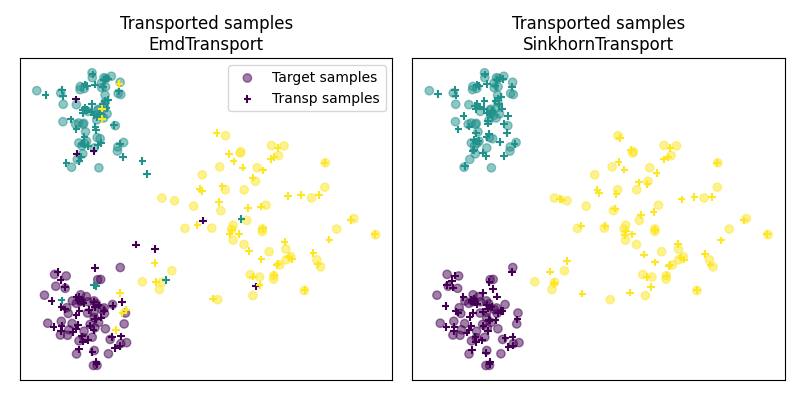 Transported samples
EmdTransport
Target samples
Transp samples
Transported samples
SinkhornTransport